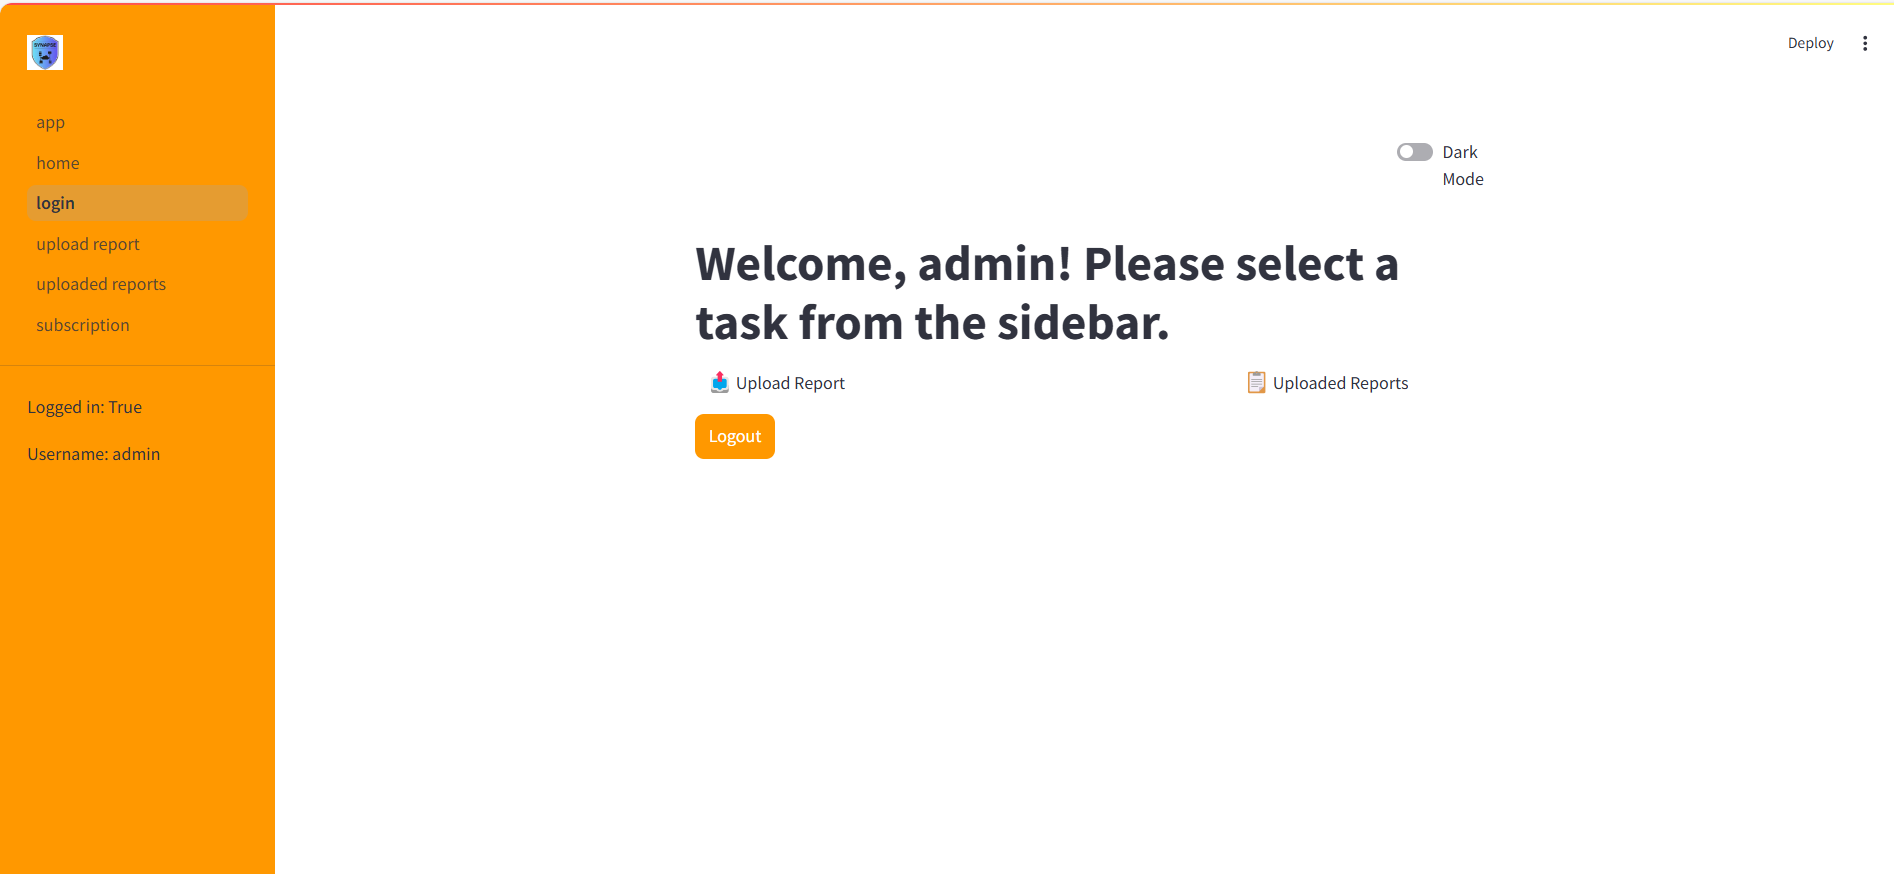 SYNAPSE
app
home
login
upload report
uploaded reports
subscription
Logged in: True
Username: admin
Deploy
Dark
Mode
Welcome, admin! Please select a
task from the sidebar.
Upload Report
Uploaded Reports
Logout